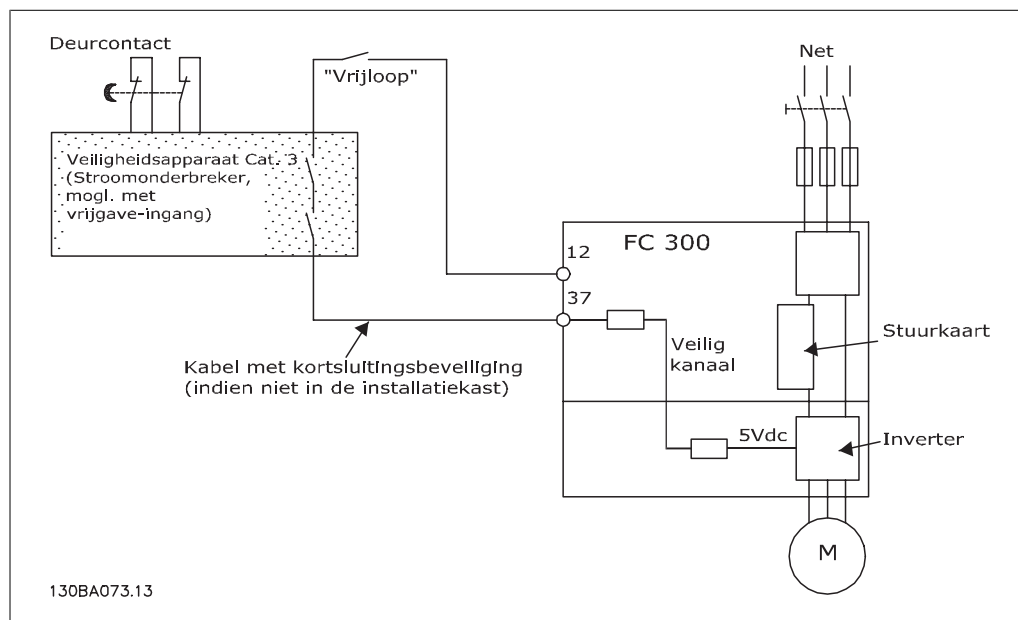 Deurcontact
"Vrijloop"
Net
Veiligheidsapparaat Cat. 3
(Stroomonderbreker,
mogl. met
vrijgave-ingang)
FC 300
12
37
Veilig
kanaal
Stuurkaart
Kabel met kortsluitingsbeveiliging
(indien niet in de installatiekast)
5Vdc
Inverter
M
130BA073.13